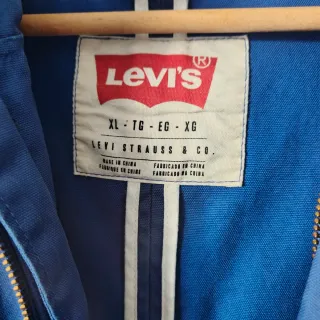 LEVI'S ®
XL - TG - EG - XG
LEVI STRAUSS & CO.
MADE IN CHINA FABRICADO EN CHINA
FABRIQUÉ EN CHINE FABRICADO NA CHINA